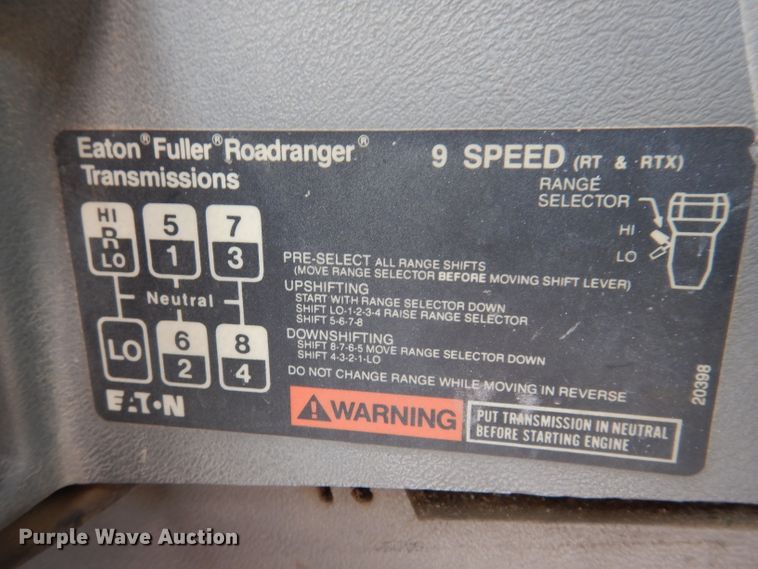 Eaton® Fuller® Roadranger® 9 SPEED (RT & RTX)
Transmissions
HI
R
LO
5
1
7
3
Neutral
LO
6
2
8
4
EATON
RANGE
SELECTOR
HI
LO
PRE-SELECT ALL RANGE SHIFTS
(MOVE RANGE SELECTOR BEFORE MOVING SHIFT LEVER)
UPSHIFTING
START WITH RANGE SELECTOR DOWN
SHIFT LO-1-2-3-4 RAISE RANGE SELECTOR
SHIFT 5-6-7-8
DOWNSHIFTING
SHIFT 8-7-6-5 MOVE RANGE SELECTOR DOWN
SHIFT 4-3-2-1-LO
DO NOT CHANGE RANGE WHILE MOVING IN REVERSE
WARNING
PUT TRANSMISSION IN NEUTRAL
BEFORE STARTING ENGINE
20398
Purple Wave Auction